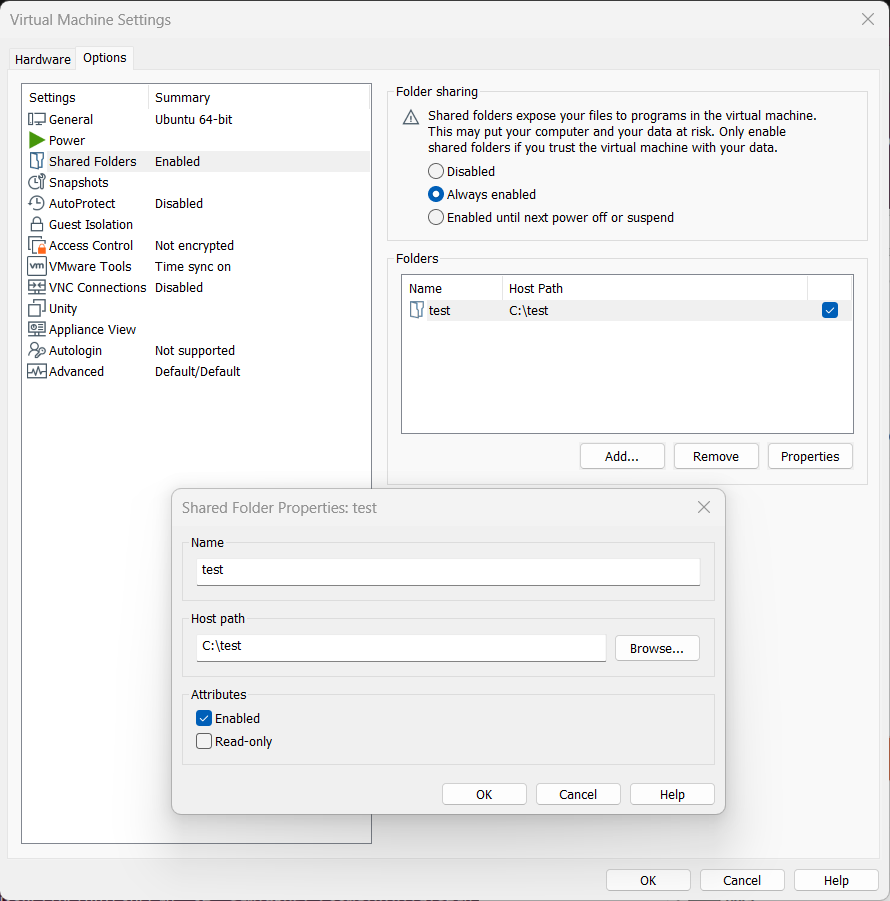 Virtual Machine Settings
Hardware Options
Settings Summary
General Ubuntu 64-bit
Power
Shared Folders Enabled
Snapshots
AutoProtect Disabled
Guest Isolation
Access Control Not encrypted
vm VMware Tools Time sync on
VNC Connections Disabled
Unity
Appliance View
Autologin Not supported
Advanced Default/Default
Folder sharing
Shared folders expose your files to programs in the virtual machine.
This may put your computer and your data at risk. Only enable
shared folders if you trust the virtual machine with your data.
Disabled
Always enabled
Enabled until next power off or suspend
Folders
Name Host Path
test C:\test
Add... Remove Properties
Shared Folder Properties: test
Name
test
Host path
C:\test
Browse...
Attributes
Enabled
Read-only
OK Cancel Help
OK Cancel Help